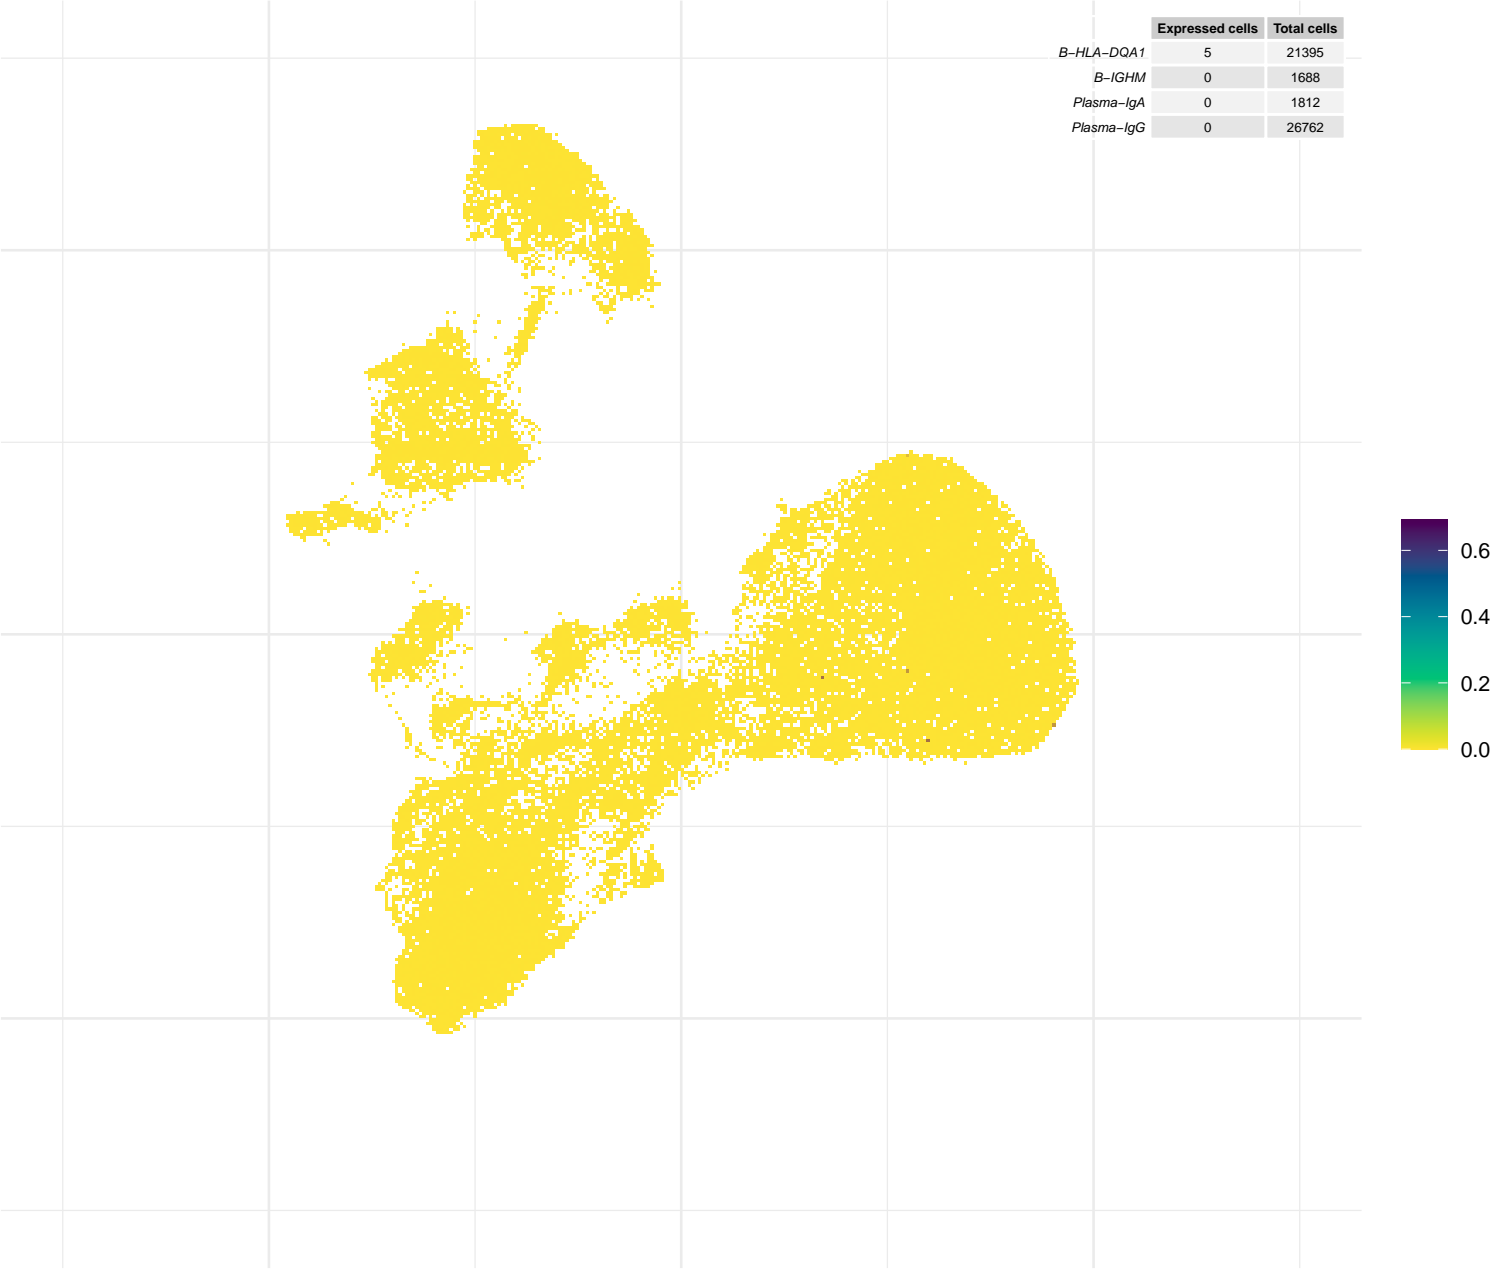 Expressed cells Total cells
B−HLA−DQA1 5 21395
B−IGHM 0 1688
Plasma−IgA 0 1812
Plasma−IgG 0 26762
0.6
0.4
0.2
0.0